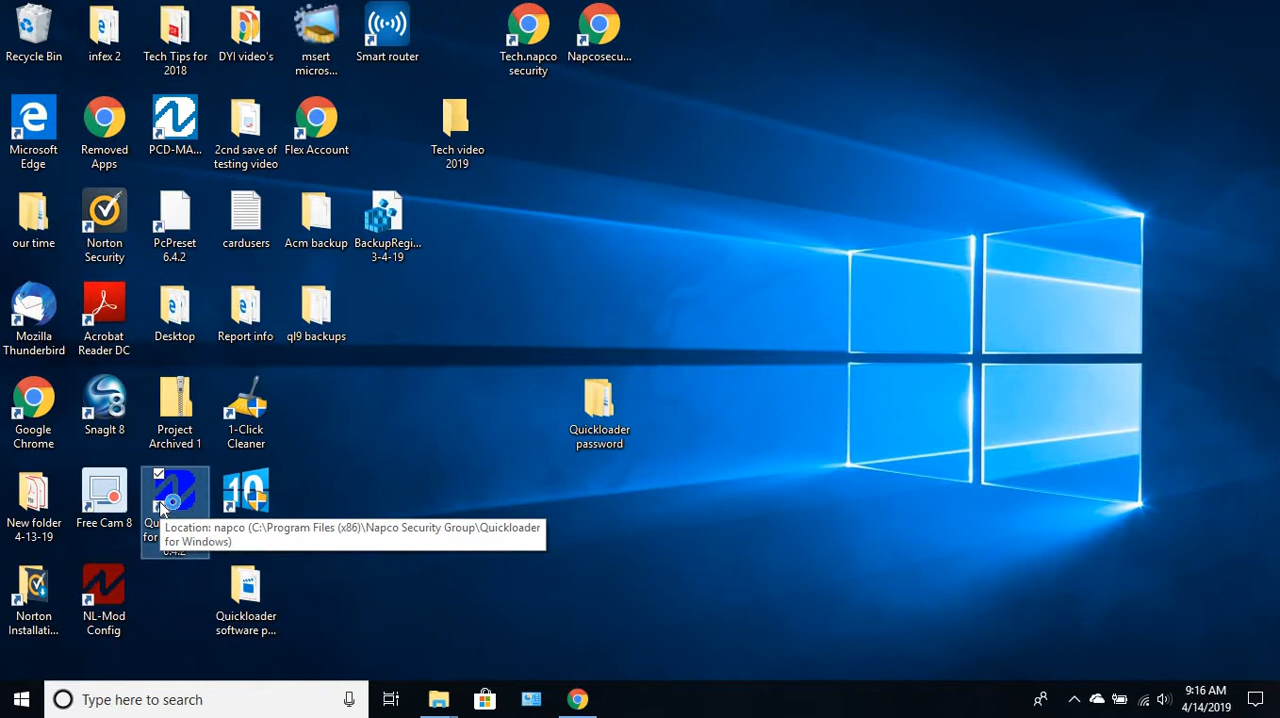 Recycle Bin
infex 2
Tech Tips for
2018
DYI video's
msert
micros...
Smart router
Tech.napco
security
Napcosecu...
Microsoft
Edge
Removed
Apps
PCD-MA...
2cnd save of
testing video
Flex Account
Tech video
2019
our time
Norton
Security
PcPreset
6.4.2
cardusers
Acm backup
BackupRegi...
3-4-19
Mozilla
Thunderbird
Acrobat
Reader DC
Desktop
Report info
ql9 backups
Google
Chrome
SnagIt 8
Project
Archived 1
1-Click
Cleaner
Quickloader
password
10
New folder
4-13-19
Free Cam 8
Location: napco (C:\Program Files (x86)\Napco Security Group\Quickloader
for Windows)
Norton
Installati...
NL-Mod
Config
Quickloader
software p...
Type here to search
9:16 AM
4/14/2019